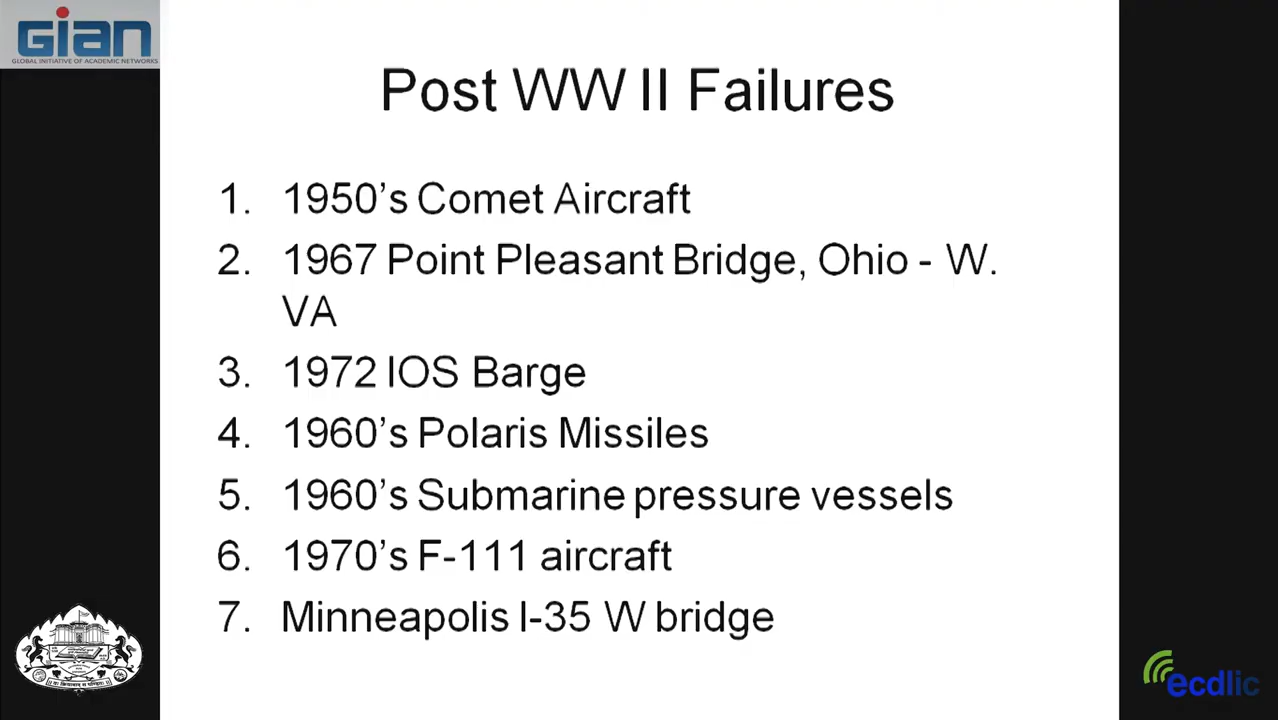 GIAN
GLOBAL INITIATIVE OF ACADEMIC NETWORKS
Post WW II Failures
1. 1950’s Comet Aircraft
2. 1967 Point Pleasant Bridge, Ohio - W.
VA
3. 1972 IOS Barge
4. 1960’s Polaris Missiles
5. 1960’s Submarine pressure vessels
6. 1970’s F-111 aircraft
7. Minneapolis I-35 W bridge
ecdlic